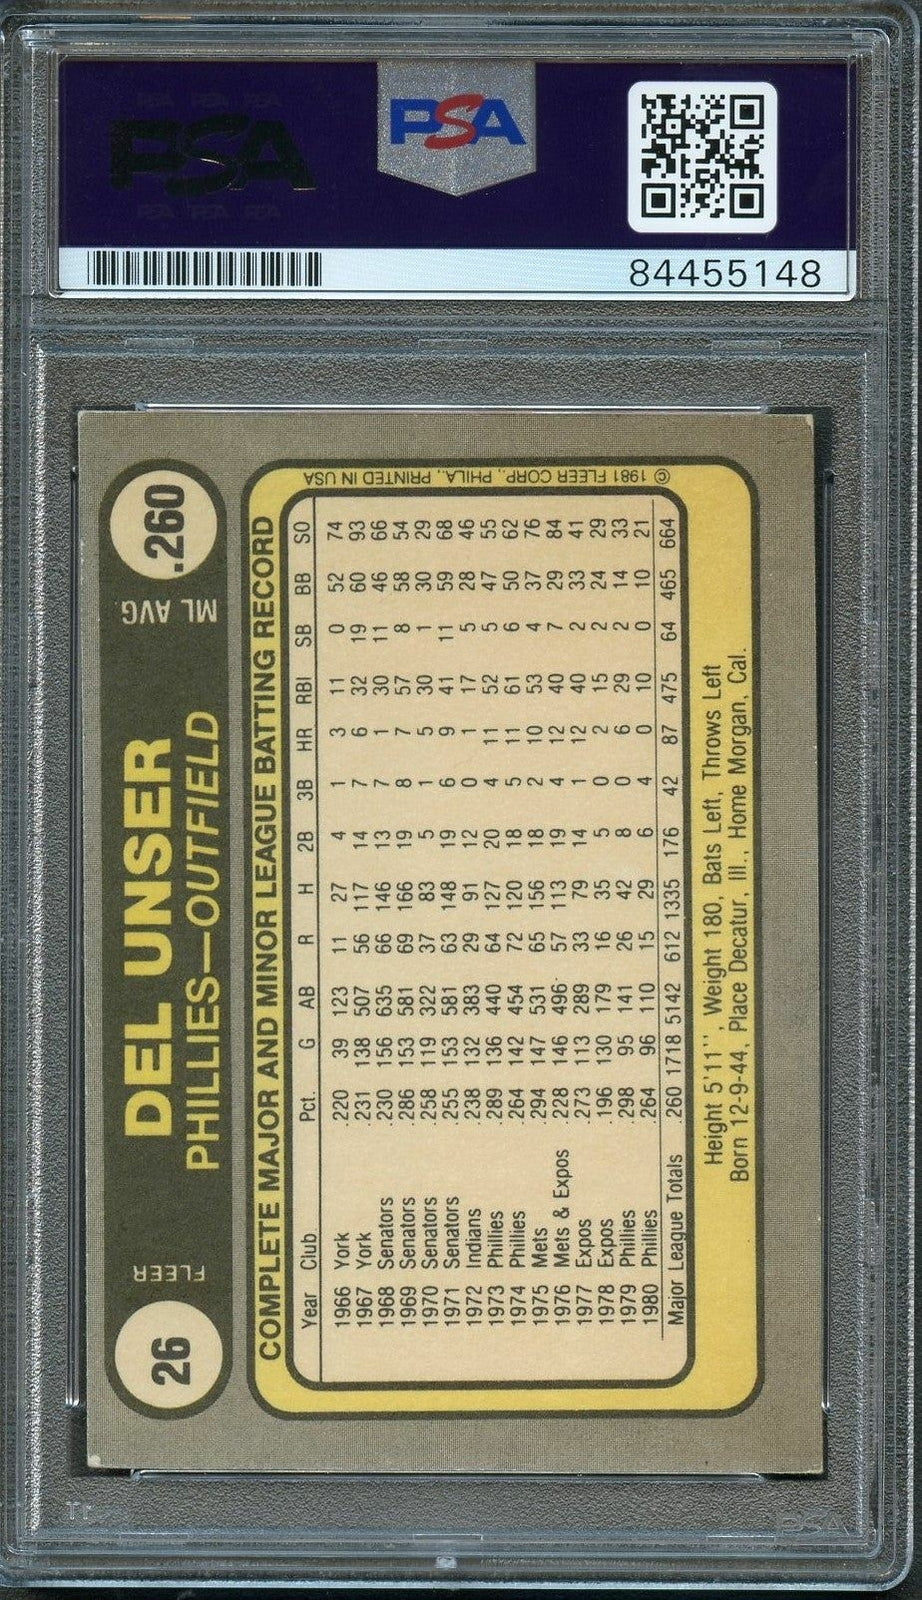 PSA PSA PSA
PSA
PSA PSA PSA
PSA
84455148
26
FLEER
DEL UNSER
PHILLIES—OUTFIELD
ML AVG.
.260
COMPLETE MAJOR AND MINOR LEAGUE BATTING RECORD
Year Club Pct. G AB R H 2B 3B HR RBI SB BB SO
1966 York .220 39 123 11 27 4 1 3 11 0 52 74
1967 York .231 138 507 56 117 14 7 6 32 19 60 93
1968 Senators .230 156 635 66 146 13 7 1 30 11 46 66
1969 Senators .286 153 581 69 166 19 8 7 57 8 58 54
1970 Senators .258 119 322 37 83 5 1 5 30 1 30 29
1971 Senators .255 153 581 63 148 19 6 9 41 11 59 68
1972 Indians .238 132 383 29 91 12 0 1 17 5 28 46
1973 Phillies .289 136 440 64 127 20 4 11 52 5 47 55
1974 Phillies .264 142 454 72 120 18 5 11 61 6 50 62
1975 Mets .294 147 531 65 156 18 2 10 53 4 37 76
1976 Mets & Expos .228 146 496 57 113 19 4 12 40 7 29 84
1977 Expos .273 113 289 33 79 14 1 12 40 2 33 41
1978 Expos .196 130 179 16 35 5 0 2 15 2 24 29
1979 Phillies .298 95 141 26 42 8 0 6 29 2 14 33
1980 Phillies .264 96 110 15 29 6 4 0 10 0 10 21
Major League Totals .260 1718 5142 612 1335 176 42 87 475 64 465 664
Height 5'11'', Weight 180, Bats Left, Throws Left
Born 12-9-44, Place Decatur, Ill., Home Morgan, Cal.
© 1981 FLEER CORP., PHILA., PRINTED IN USA
PSA